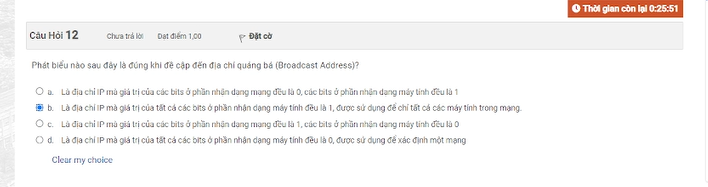 Thời gian còn lại 0:25:51
Câu Hỏi 12 Chưa trả lời Đạt điểm 1,00 Đặt cờ
Phát biểu nào sau đây là đúng khi đề cập đến địa chỉ quảng bá (Broadcast Address)?
a. Là địa chỉ IP mà giá trị của các bits ở phần nhận dạng mạng đều là 0, các bits ở phần nhận dạng máy tính đều là 1
b. Là địa chỉ IP mà giá trị của tất cả các bits ở phần nhận dạng máy tính đều là 1, được sử dụng để chỉ tất cả các máy tính trong mạng.
c. Là địa chỉ IP mà giá trị của các bits ở phần nhận dạng mạng đều là 1, các bits ở phần nhận dạng máy tính đều là 0
d. Là địa chỉ IP mà giá trị của tất cả các bits ở phần nhận dạng máy tính đều là 0, được sử dụng để xác định một mạng
Clear my choice